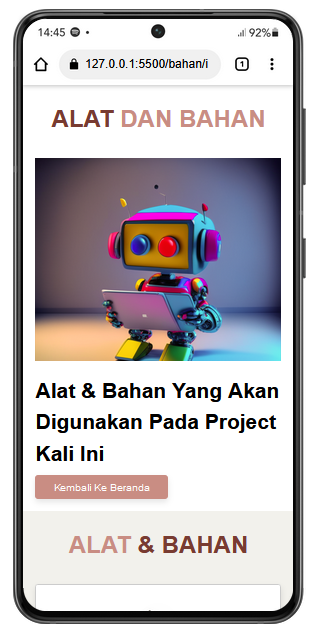 14:45 92%
127.0.0.1:5500/bahan/i 1
ALAT DAN BAHAN
Alat & Bahan Yang Akan
Digunakan Pada Project
Kali Ini
Kembali Ke Beranda
ALAT & BAHAN